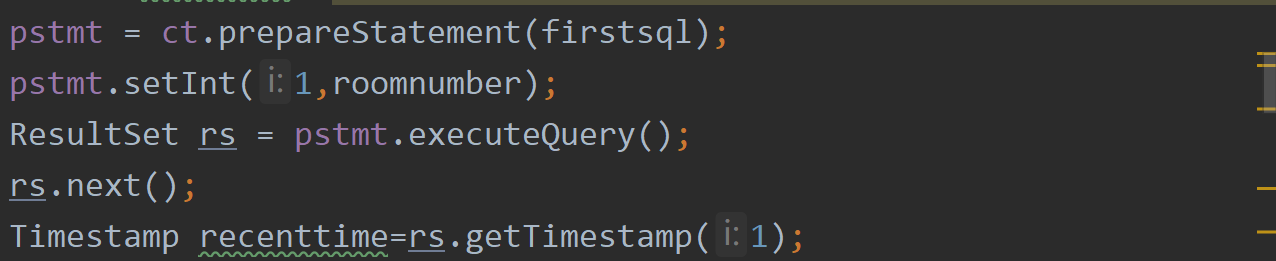 pstmt = ct.prepareStatement(firstsql);
pstmt.setInt( i: 1,roomnumber);
ResultSet rs = pstmt.executeQuery();
rs.next();
Timestamp recenttime=rs.getTimestamp( i: 1);